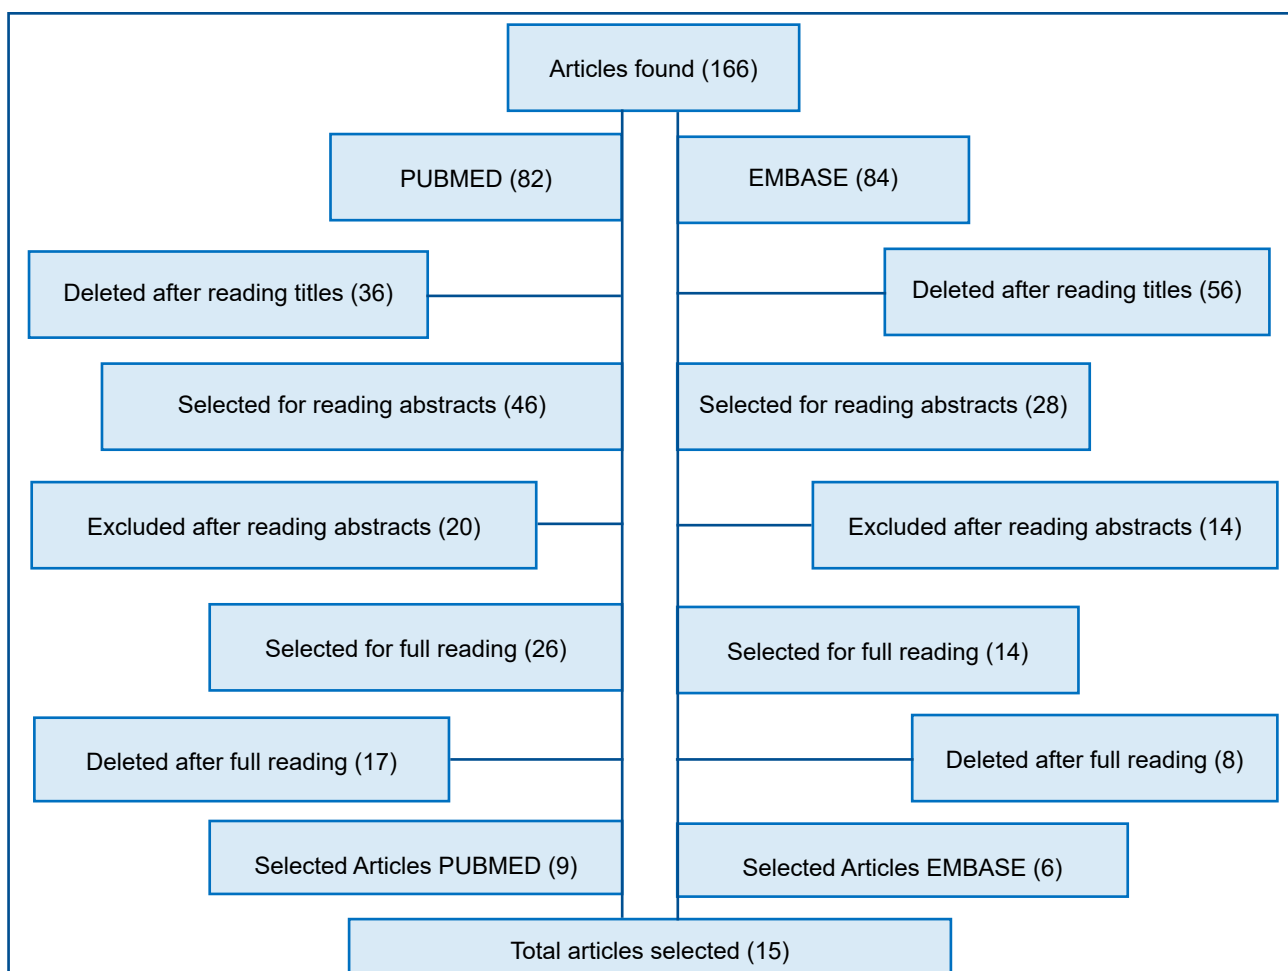 Articles found (166)
PUBMED (82)
EMBASE (84)
Deleted after reading titles (36)
Deleted after reading titles (56)
Selected for reading abstracts (46)
Selected for reading abstracts (28)
Excluded after reading abstracts (20)
Excluded after reading abstracts (14)
Selected for full reading (26)
Selected for full reading (14)
Deleted after full reading (17)
Deleted after full reading (8)
Selected Articles PUBMED (9)
Selected Articles EMBASE (6)
Total articles selected (15)